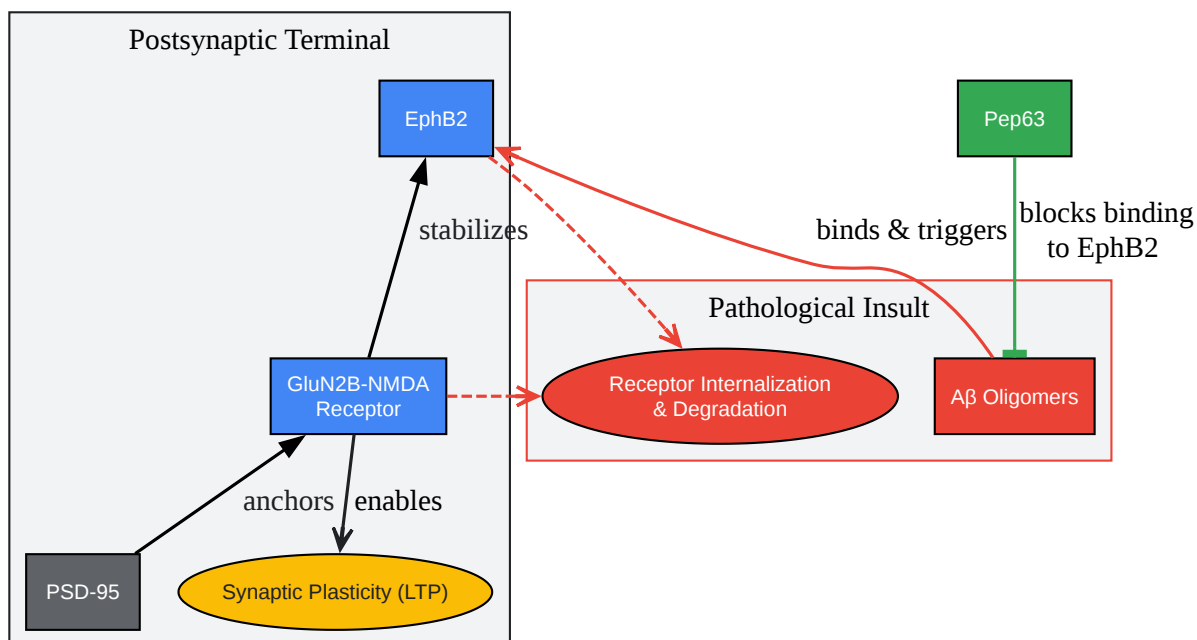 Postsynaptic Terminal
EphB2
Pep63
stabilizes
binds & triggers
blocks binding
to EphB2
Pathological Insult
GluN2B-NMDA
Receptor
Receptor Internalization
& Degradation
Aβ Oligomers
anchors
enables
PSD-95
Synaptic Plasticity (LTP)